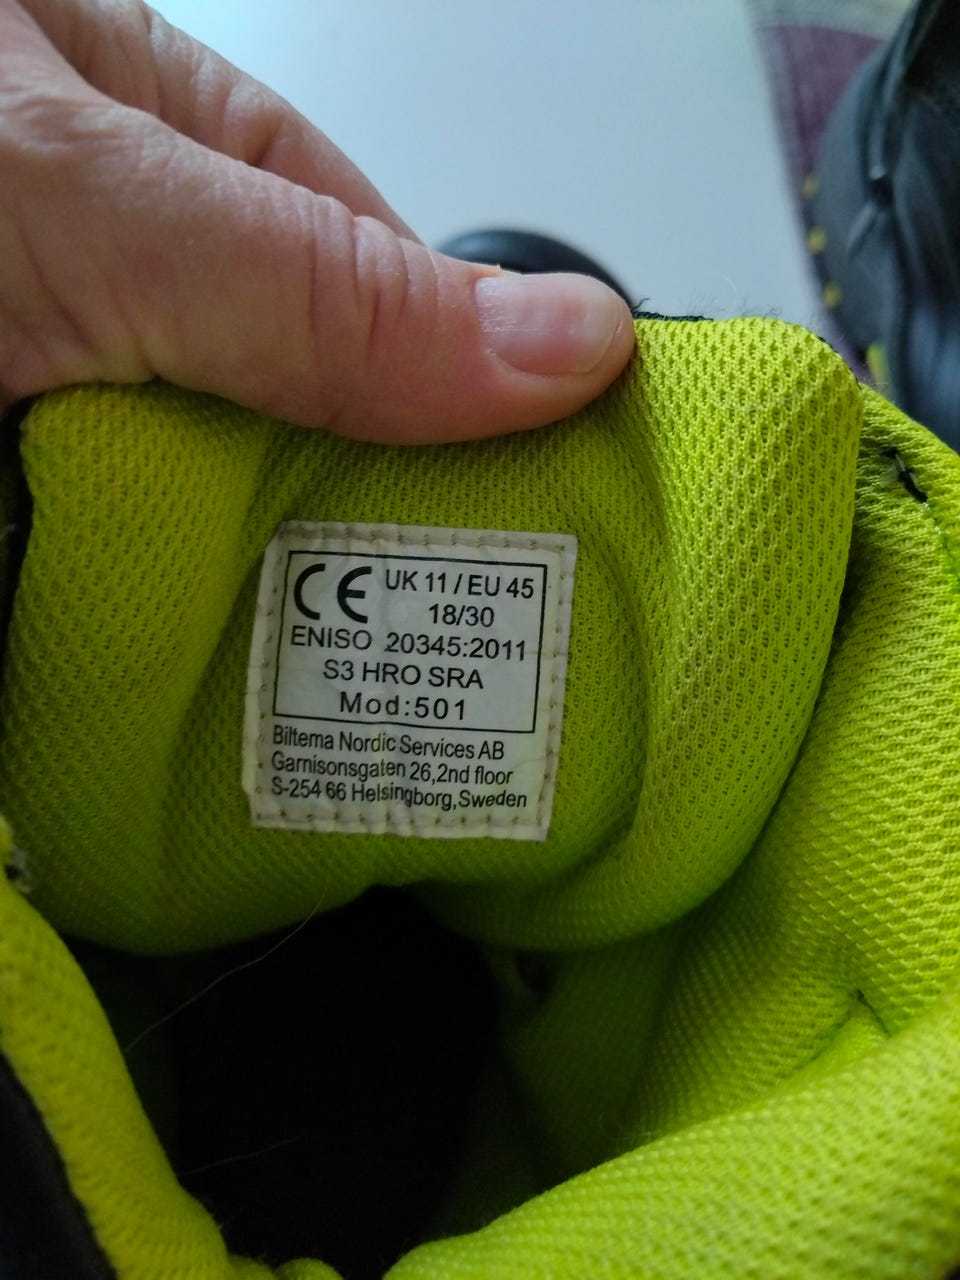 CE UK 11 / EU 45
18/30
ENISO 20345:2011
S3 HRO SRA
Mod:501
Biltema Nordic Services AB
Garnisonsgaten 26,2nd floor
S-254 66 Helsingborg,Sweden